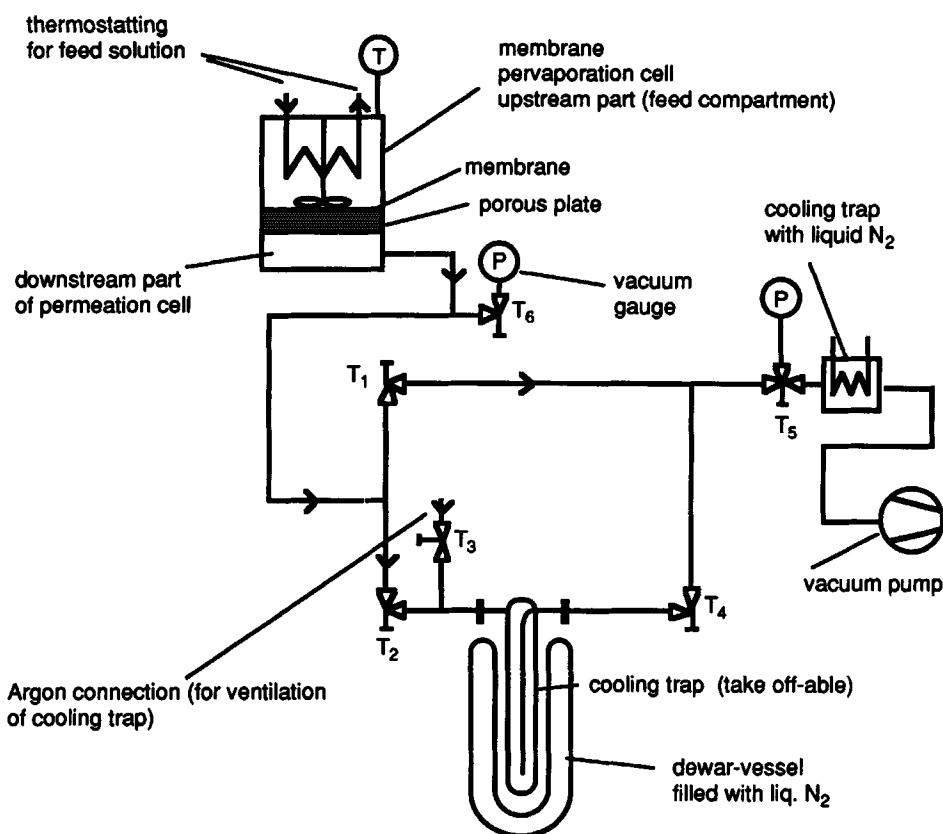 thermostatting
for feed solution
T
membrane
pervaporation cell
upstream part (feed compartment)
membrane
porous plate
cooling trap
with liquid N₂
downstream part
of permeation cell
P
vacuum
gauge
P
T₆
T₁
T₅
T₃
vacuum pump
T₂
T₄
Argon connection (for ventilation
of cooling trap)
cooling trap (take off-able)
dewar-vessel
filled with liq. N₂